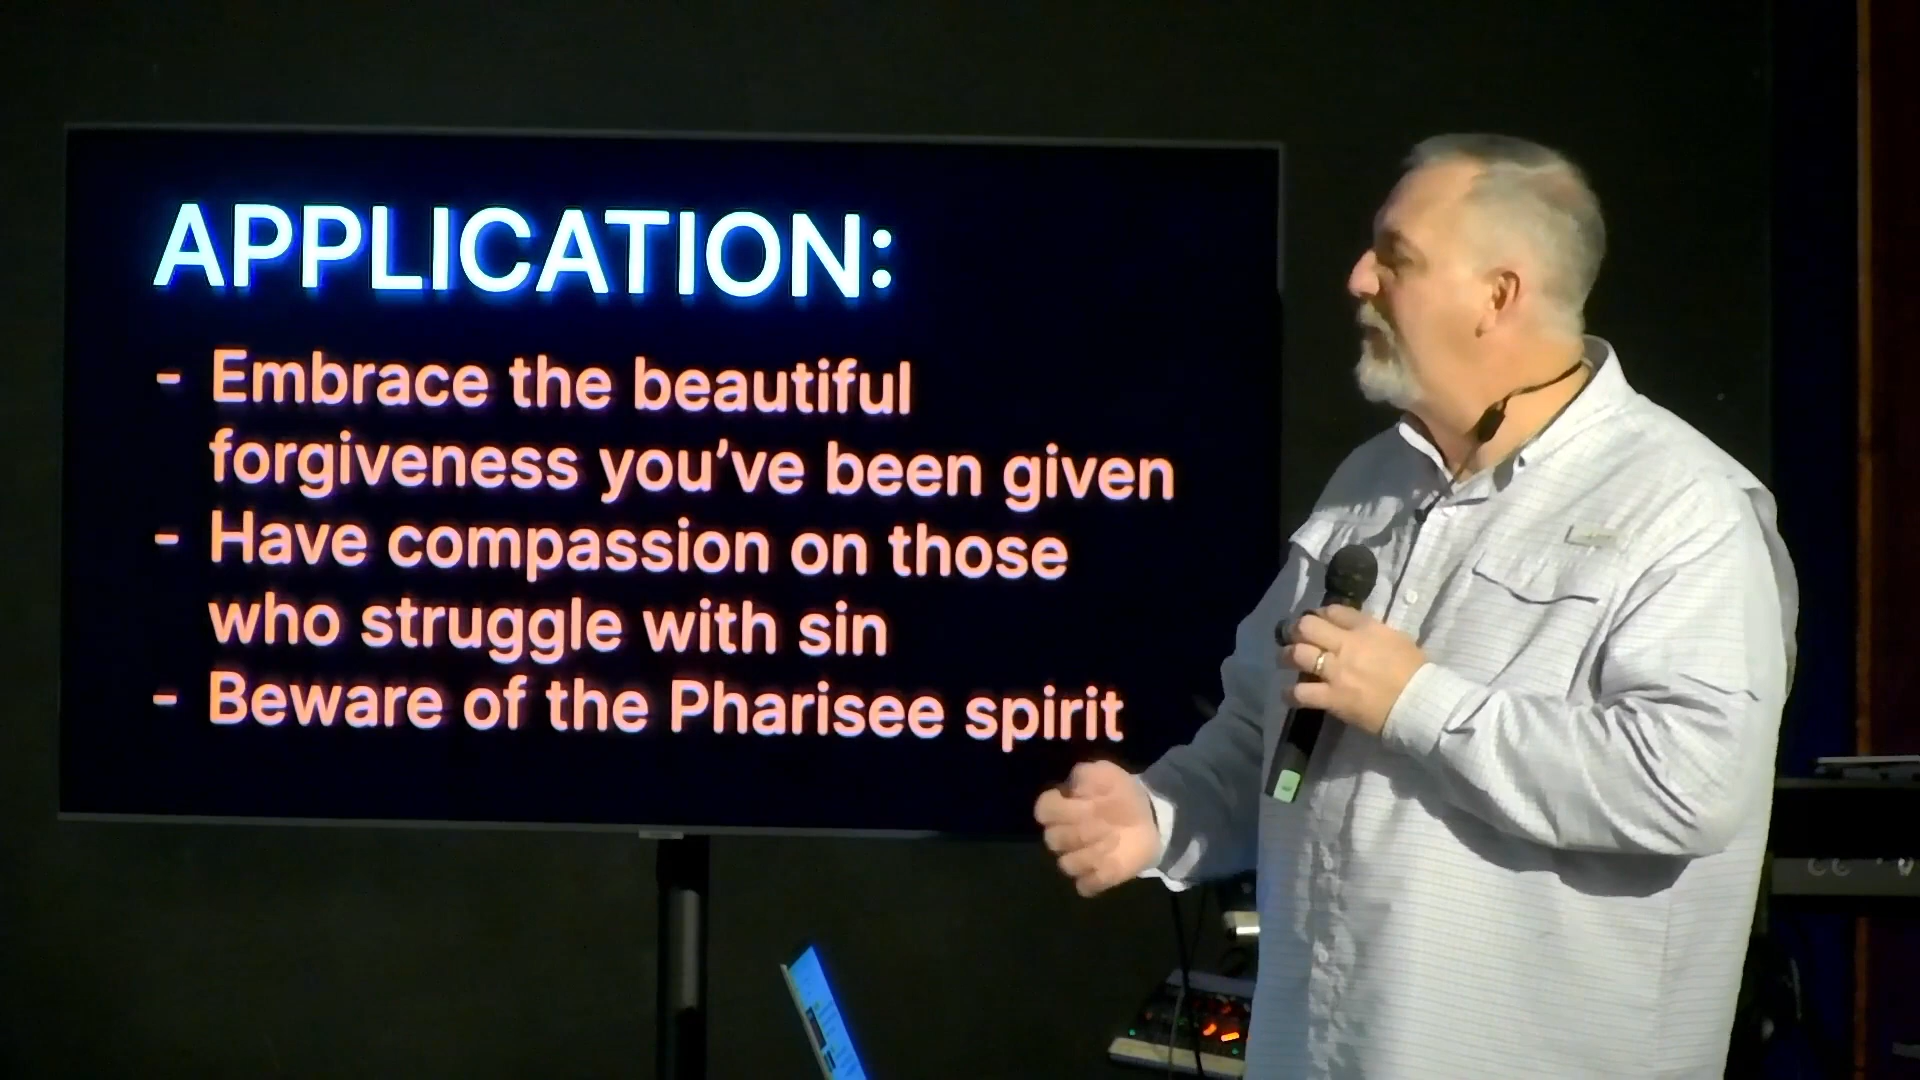 APPLICATION:
- Embrace the beautiful
forgiveness you've been given
- Have compassion on those
who struggle with sin
- Beware of the Pharisee spirit